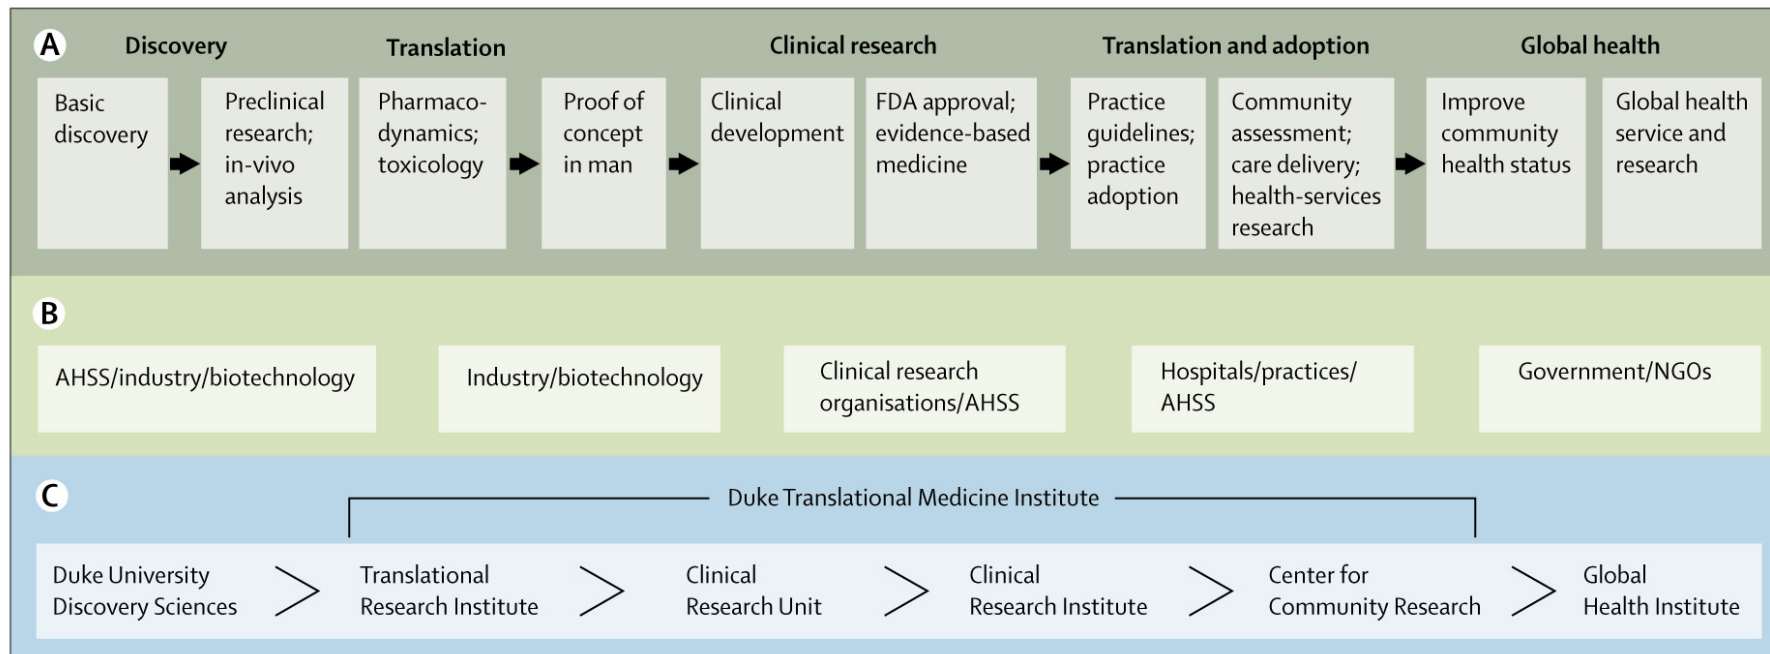 A
Discovery
Translation
Clinical research
Translation and adoption
Global health
Basic
discovery
Preclinical
research;
in-vivo
analysis
Pharmaco-
dynamics;
toxicology
Proof of
concept
in man
Clinical
development
FDA approval;
evidence-based
medicine
Practice
guidelines;
practice
adoption
Community
assessment;
care delivery;
health-services
research
Improve
community
health status
Global health
service and
research
B
AHSS/industry/biotechnology
Industry/biotechnology
Clinical research
organisations/AHSS
Hospitals/practices/
AHSS
Government/NGOs
C
Duke Translational Medicine Institute
Duke University
Discovery Sciences
Translational
Research Institute
Clinical
Research Unit
Clinical
Research Institute
Center for
Community Research
Global
Health Institute